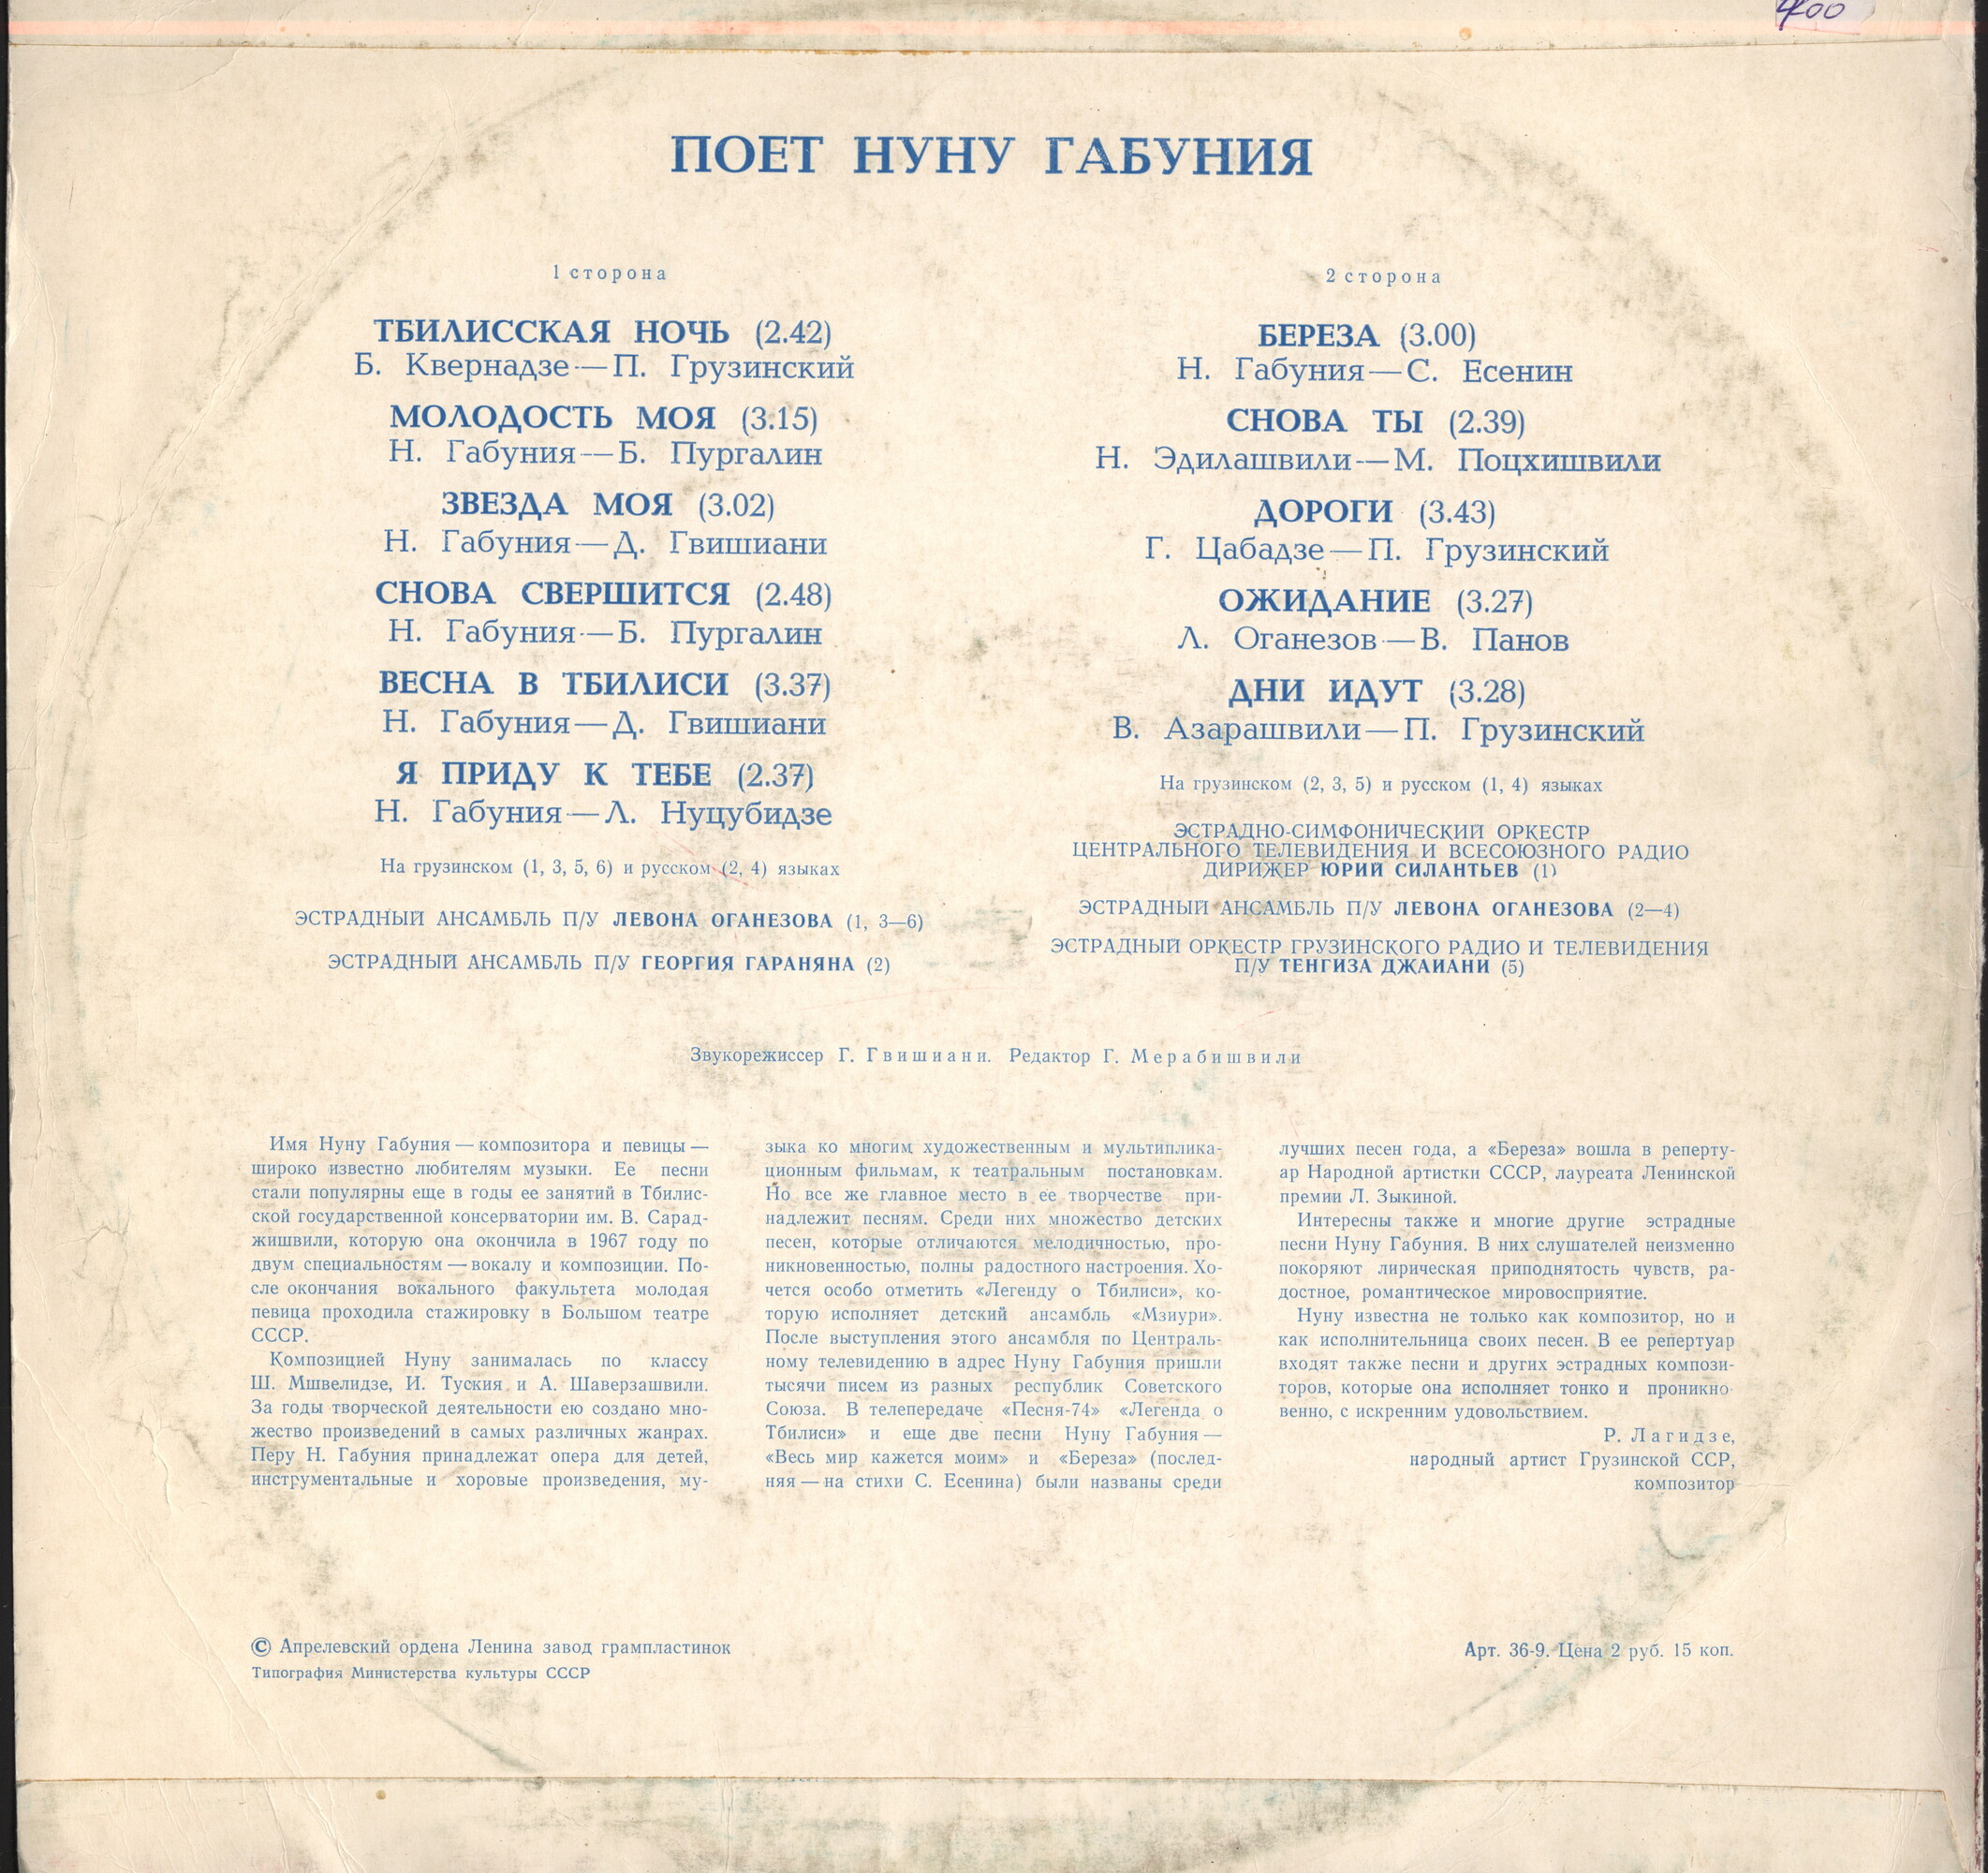 400
ПОЕТ НУНУ ГАБУНИЯ
1 сторона
ТБИЛИССКАЯ НОЧЬ (2.42)
Б. Квернадзе — П. Грузинский
МОЛОДОСТЬ МОЯ (3.15)
Н. Габуния — Б. Пургалин
ЗВЕЗДА МОЯ (3.02)
Н. Габуния — Д. Гвишиани
СНОВА СВЕРШИТСЯ (2.48)
Н. Габуния — Б. Пургалин
ВЕСНА В ТБИЛИСИ (3.37)
Н. Габуния — Д. Гвишиани
Я ПРИДУ К ТЕБЕ (2.37)
Н. Габуния — Л. Нуцубидзе
На грузинском (1, 3, 5, 6) и русском (2, 4) языках
ЭСТРАДНЫЙ АНСАМБЛЬ П/У ЛЕВОНА ОГАНЕЗОВА (1, 3—6)
ЭСТРАДНЫЙ АНСАМБЛЬ П/У ГЕОРГИЯ ГАРАНЯНА (2)
2 сторона
БЕРЕЗА (3.00)
Н. Габуния — С. Есенин
СНОВА ТЫ (2.39)
Н. Эдилашвили — М. Поцхишвили
ДОРОГИ (3.43)
Г. Цабадзе — П. Грузинский
ОЖИДАНИЕ (3.27)
Л. Оганезов — В. Панов
ДНИ ИДУТ (3.28)
В. Азарашвили — П. Грузинский
На грузинском (2, 3, 5) и русском (1, 4) языках
ЭСТРАДНО-СИМФОНИЧЕСКИЙ ОРКЕСТР
ЦЕНТРАЛЬНОГО ТЕЛЕВИДЕНИЯ И ВСЕСОЮЗНОГО РАДИО
ДИРИЖЕР ЮРИЙ СИЛАНТЬЕВ (1)
ЭСТРАДНЫЙ АНСАМБЛЬ П/У ЛЕВОНА ОГАНЕЗОВА (2—4)
ЭСТРАДНЫЙ ОРКЕСТР ГРУЗИНСКОГО РАДИО И ТЕЛЕВИДЕНИЯ
П/У ТЕНГИЗА ДЖАИАНИ (5)
Звукорежиссер Г. Гвишиани. Редактор Г. Мерабишвили
Имя Нуну Габуния — композитора и певицы —
широко известно любителям музыки. Ее песни
стали популярны еще в годы ее занятий в Тбилис-
ской государственной консерватории им. В. Сарад-
жишвили, которую она окончила в 1967 году по
двум специальностям — вокалу и композиции. По-
сле окончания вокального факультета молодая
певица проходила стажировку в Большом театре
СССР.
Композицией Нуну занималась по классу
Ш. Мшвелидзе, И. Туския и А. Шаверзашвили.
За годы творческой деятельности ею создано мно-
жество произведений в самых различных жанрах.
Перу Н. Габуния принадлежат опера для детей,
инструментальные и хоровые произведения, му-
зыка ко многим художественным и мультиплика-
ционным фильмам, к театральным постановкам.
Но все же главное место в ее творчестве при-
надлежит песням. Среди них множество детских
песен, которые отличаются мелодичностью, про-
никновенностью, полны радостного настроения. Хо-
чется особо отметить «Легенду о Тбилиси», ко-
торую исполняет детский ансамбль «Мзиури».
После выступления этого ансамбля по Централь-
ному телевидению в адрес Нуну Габуния пришли
тысячи писем из разных республик Советского
Союза. В телепередаче «Песня-74» «Легенда о
Тбилиси» и еще две песни Нуну Габуния —
«Весь мир кажется моим» и «Береза» (послед-
няя — на стихи С. Есенина) были названы среди
лучших песен года, а «Береза» вошла в реперту-
ар Народной артистки СССР, лауреата Ленинской
премии Л. Зыкиной.
Интересны также и многие другие эстрадные
песни Нуну Габуния. В них слушателей неизменно
покоряют лирическая приподнятость чувств, ра-
достное, романтическое мировосприятие.
Нуну известна не только как композитор, но и
как исполнительница своих песен. В ее репертуар
входят также песни и других эстрадных компози-
торов, которые она исполняет тонко и проникно-
венно, с искренним удовольствием.
Р. Лагидзе,
народный артист Грузинской ССР,
композитор
© Апрелевский ордена Ленина завод грампластинок
Типография Министерства культуры СССР
Арт. 36-9. Цена 2 руб. 15 коп.